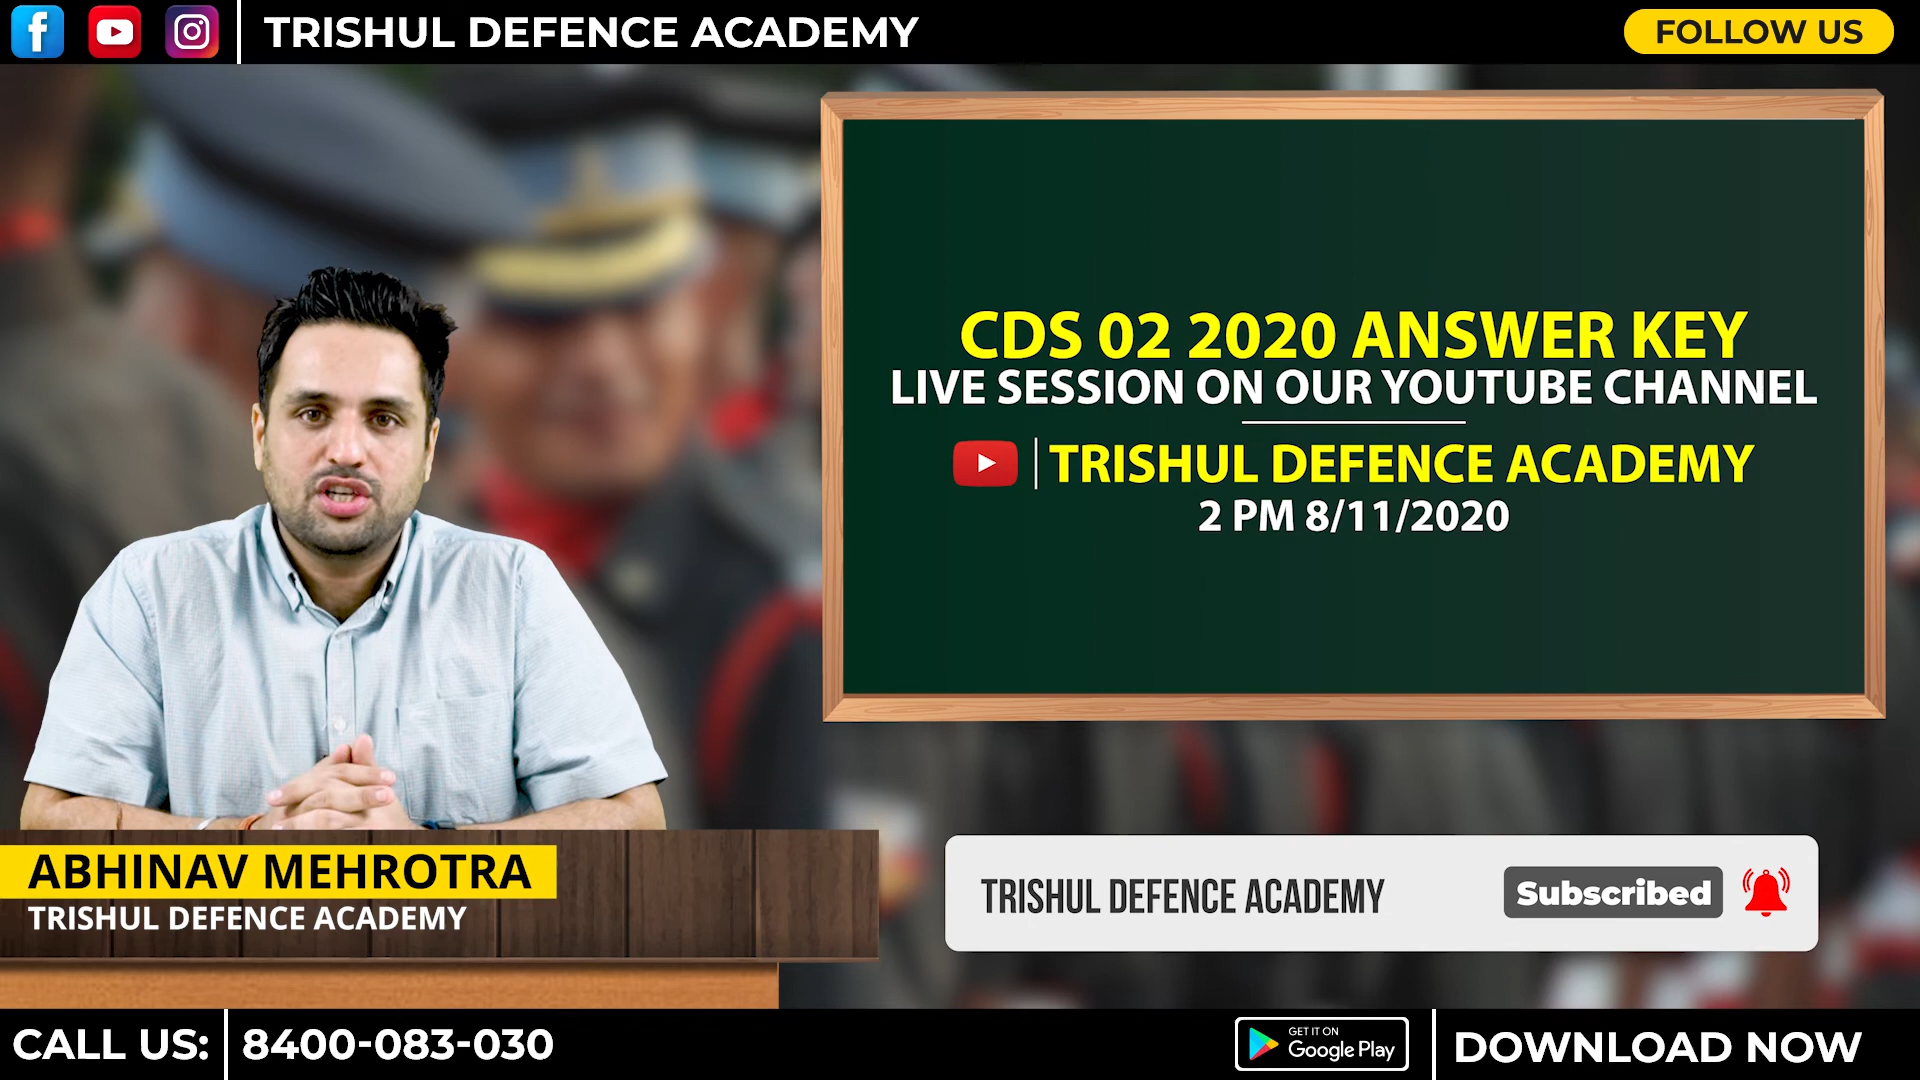 TRISHUL DEFENCE ACADEMY
FOLLOW US
CDS 02 2020 ANSWER KEY
LIVE SESSION ON OUR YOUTUBE CHANNEL
TRISHUL DEFENCE ACADEMY
2 PM 8/11/2020
ABHINAV MEHROTRA
TRISHUL DEFENCE ACADEMY
TRISHUL DEFENCE ACADEMY
Subscribed
CALL US:
8400-083-030
GET IT ON
Google Play
DOWNLOAD NOW